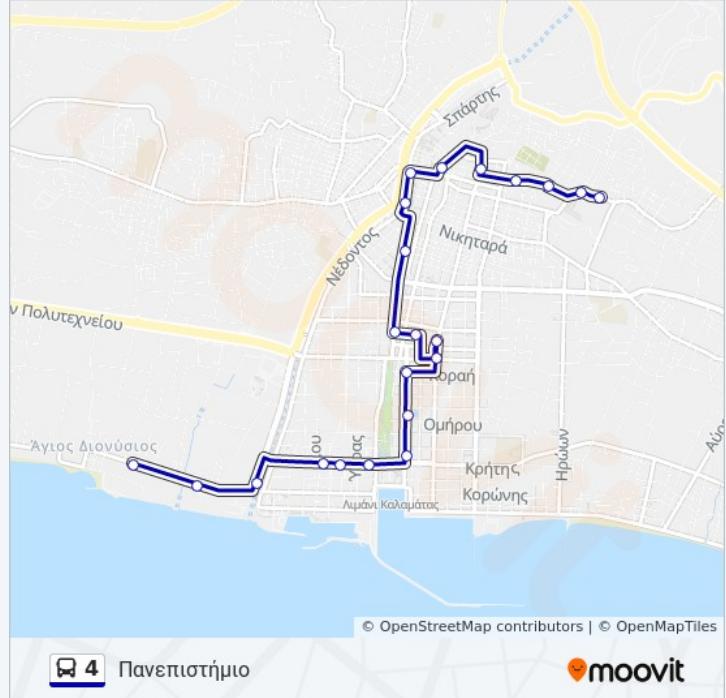 Σπάρτης
Νικηταρά
Νέδοντος
ν Πολυτεχνείου
Κοραή
Ομήρου
Άγιος Διονύσιος
Κρήτης
Ηρώων
Κορώνης
Λιμάνι Καλαμάτας
© OpenStreetMap contributors | © OpenMapTiles
4 Πανεπιστήμιο
moovit